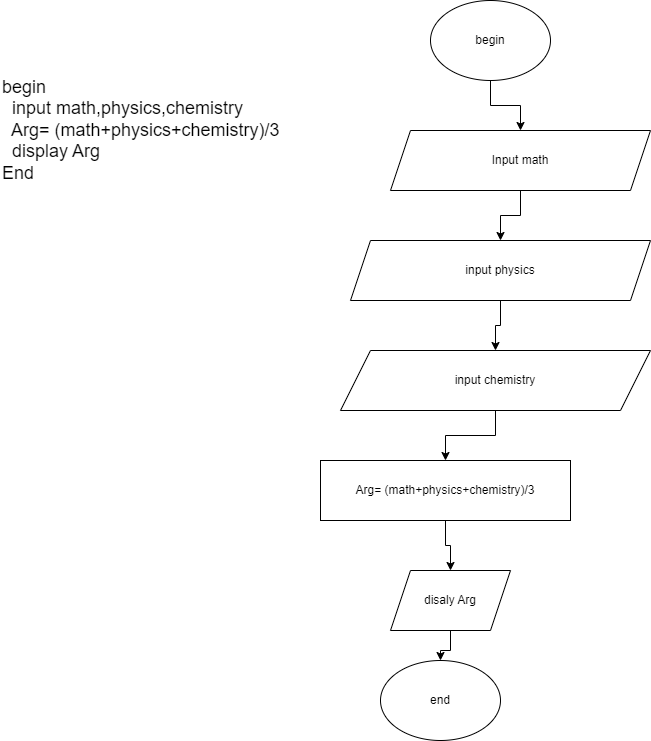 begin
input math,physics,chemistry
Arg= (math+physics+chemistry)/3
display Arg
End
begin
Input math
input physics
input chemistry
Arg= (math+physics+chemistry)/3
disaly Arg
end